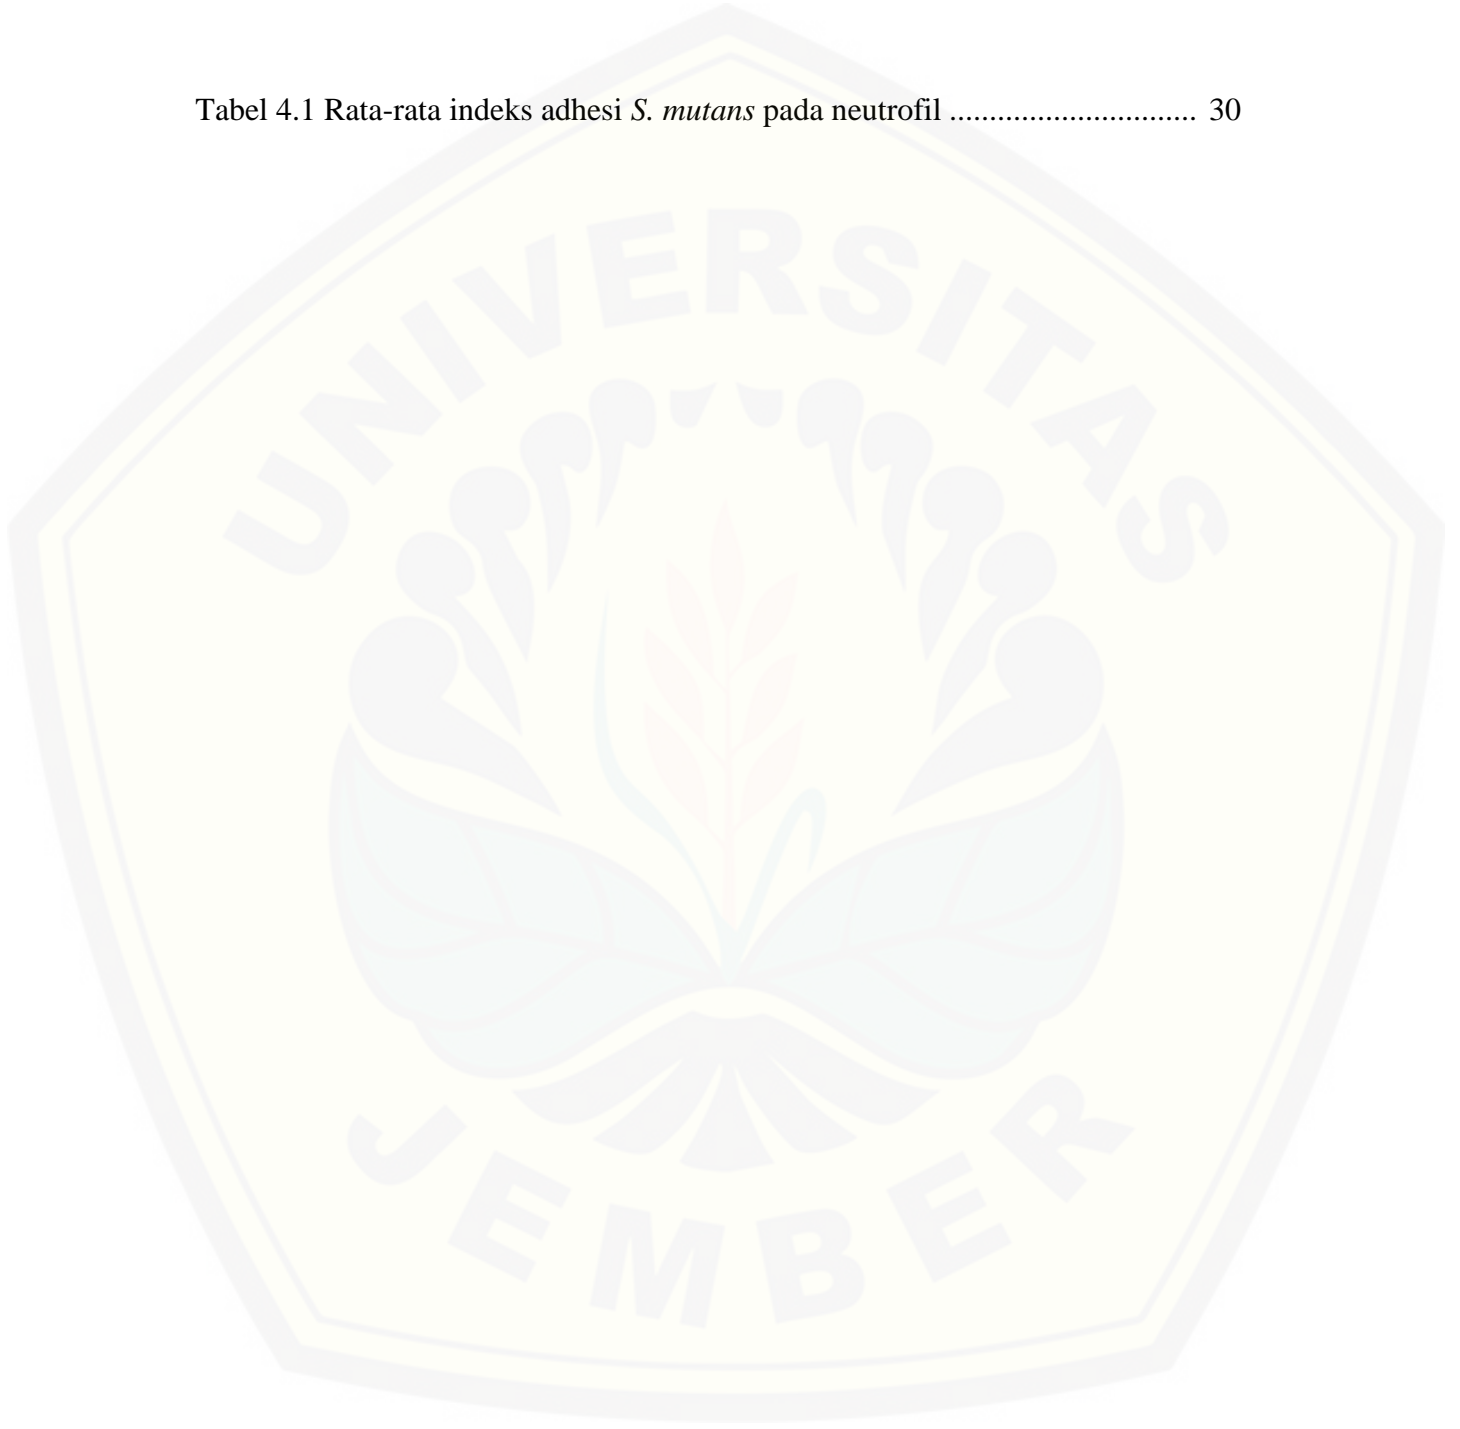 Tabel 4.1 Rata-rata indeks adhesi S. mutans pada neutrofil ............................... 30
UNIVERSITAS
JEMBER